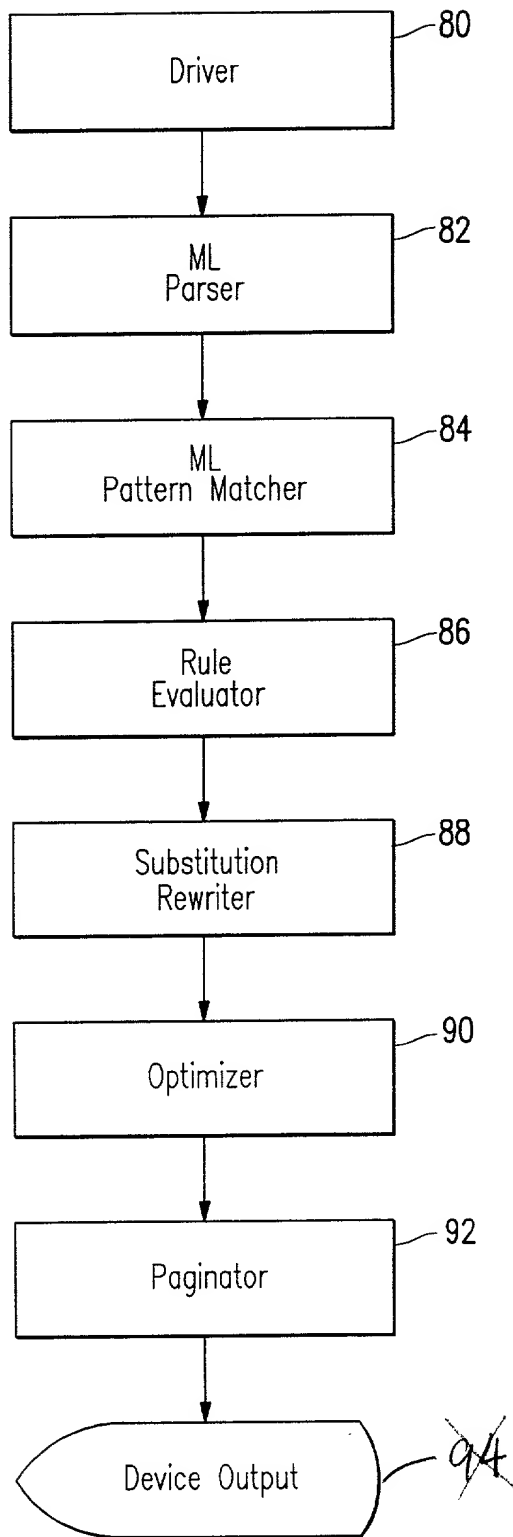 80
Driver
82
ML
Parser
84
ML
Pattern Matcher
86
Rule
Evaluator
88
Substitution
Rewriter
90
Optimizer
92
Paginator
Device Output
94